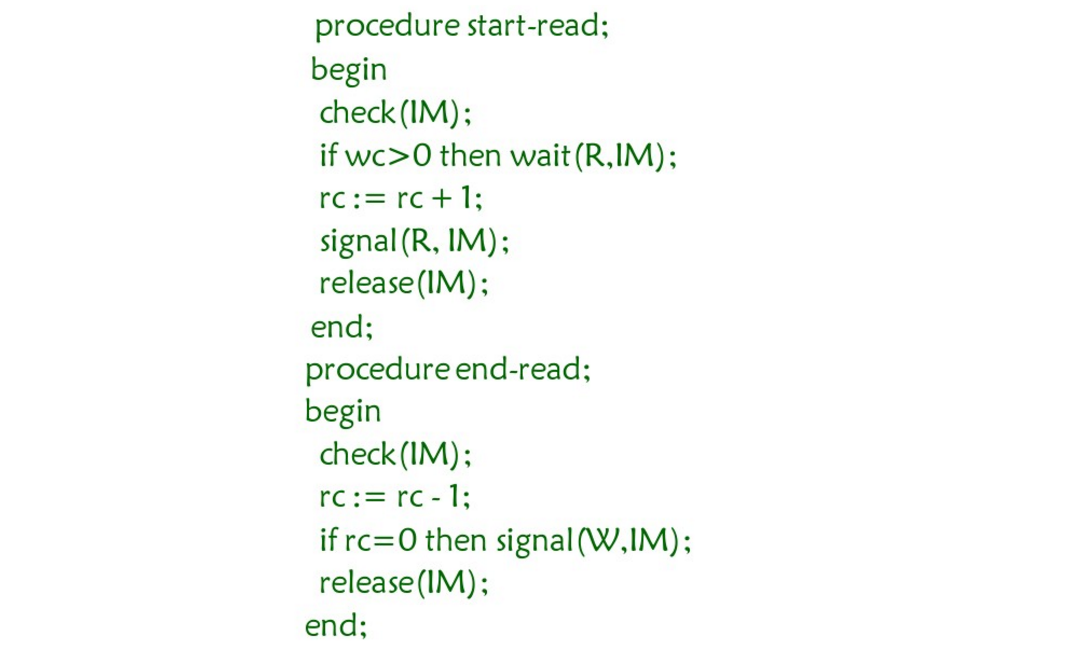 procedure start-read;
begin
check(IM);
if wc>0 then wait(R,IM);
rc := rc + 1;
signal(R, IM);
release(IM);
end;
procedure end-read;
begin
check(IM);
rc := rc - 1;
if rc=0 then signal(W,IM);
release(IM);
end;